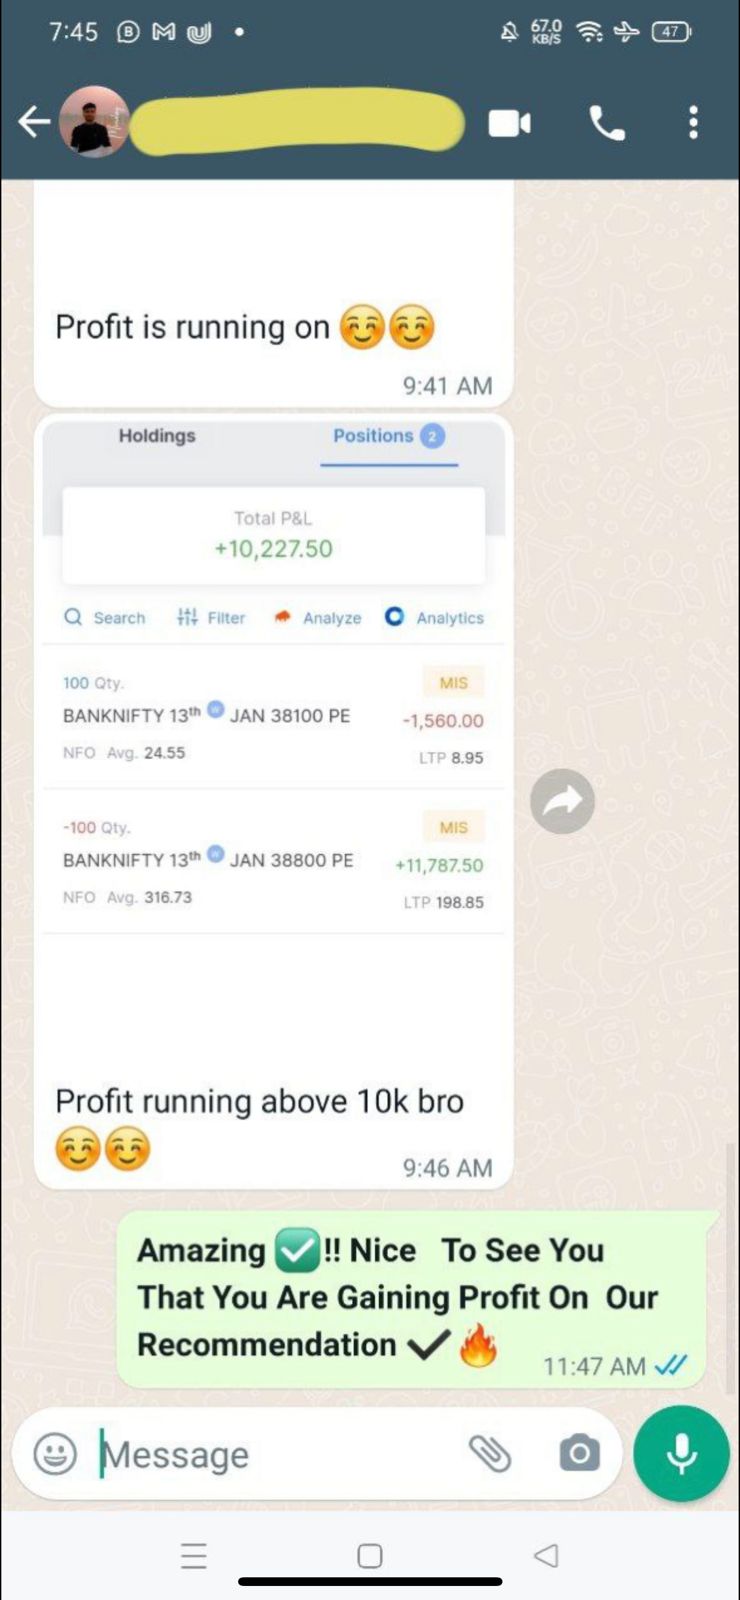 7:45
67.0
KB/S
47
Profit is running on ☺️☺️
9:41 AM
Holdings
Positions 2
Total P&L
+10,227.50
Search Filter Analyze Analytics
100 Qty. MIS
BANKNIFTY 13th W JAN 38100 PE -1,560.00
NFO Avg. 24.55 LTP 8.95
-100 Qty. MIS
BANKNIFTY 13th W JAN 38800 PE +11,787.50
NFO Avg. 316.73 LTP 198.85
Profit running above 10k bro
☺️☺️
9:46 AM
Amazing ✅!! Nice To See You
That You Are Gaining Profit On Our
Recommendation ✔️🔥
11:47 AM
Message